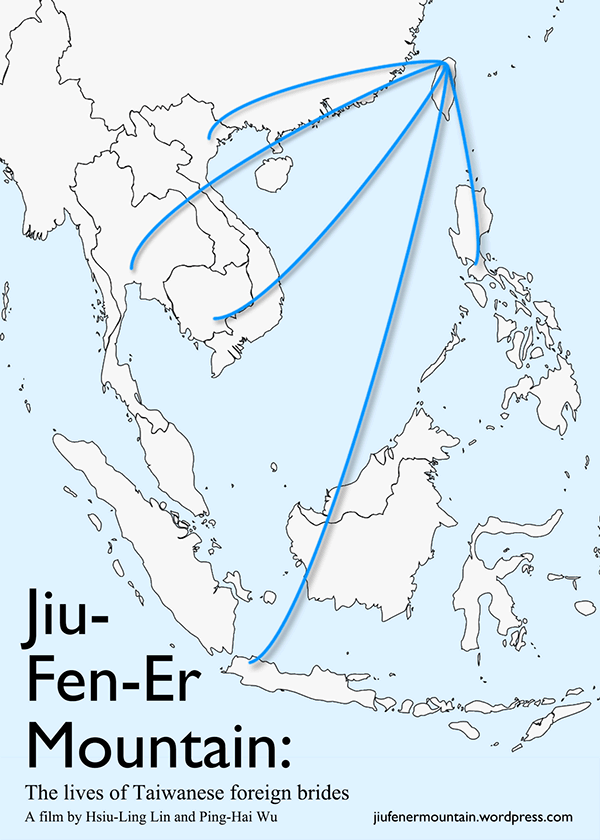 Jiu-
Fen-Er
Mountain:
The lives of Taiwanese foreign brides
A film by Hsiu-Ling Lin and Ping-Hai Wu
jiufenermountain.wordpress.com